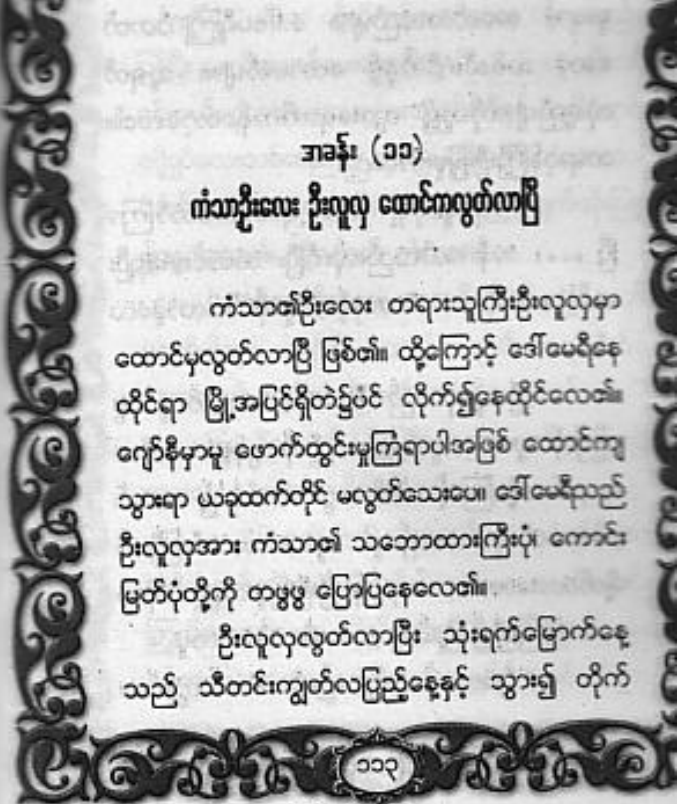 အခန်း (၁၁)
ကံသာဦးလေး ဦးလူလှ ထောင်ကလွတ်လာပြီ
ကံသာ၏ဦးလေး တရားသူကြီးဦးလူလှမှာ
ထောင်မှလွတ်လာပြီ ဖြစ်၏။ ထို့ကြောင့် ဒေါ်မေရီနေ
ထိုင်ရာ မြို့အပြင်ရှိတဲ၌ပင် လိုက်၍နေထိုင်လေ၏။
ဂျော်နီမှာမူ ဖောက်ထွင်းမှုကြံရာပါအဖြစ် ထောင်ကျ
သွားရာ ယခုထက်တိုင် မလွတ်သေးပေ။ ဒေါ်မေရီသည်
ဦးလူလှအား ကံသာ၏ သဘောထားကြီးပုံ၊ ကောင်း
မြတ်ပုံတို့ကို တဖွဖွ ပြောပြနေလေ၏။
ဦးလူလှလွတ်လာပြီး သုံးရက်မြောက်နေ့
သည် သီတင်းကျွတ်လပြည့်နေ့နှင့် သွား၍ တိုက်
၁၁၃